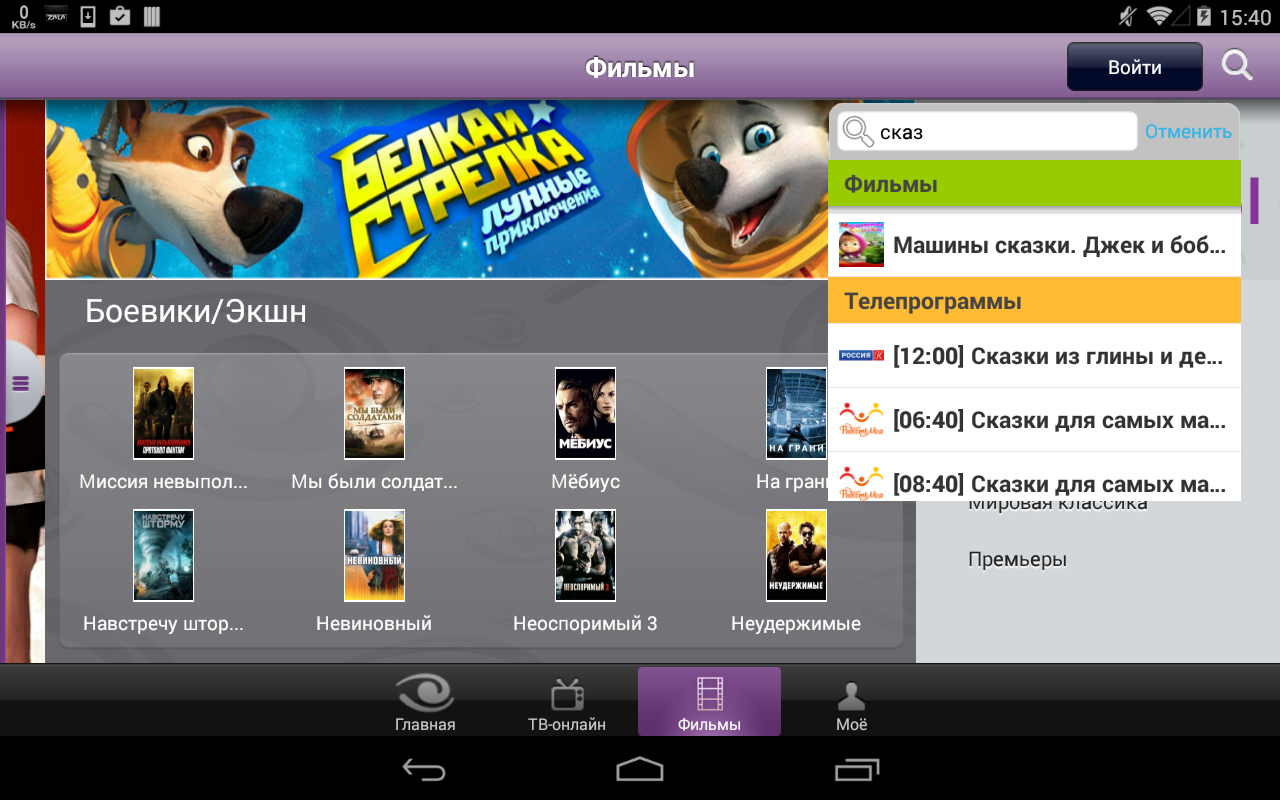 0
KB/s
ZALA
15:40
Фильмы
Войти
БЕЛКА И
СТРЕЛКА
ЛУННЫЕ
ПРИКЛЮЧЕНИЯ
сказ
Отменить
Фильмы
Машины сказки. Джек и боб...
Телепрограммы
РОССИЯ К
[12:00] Сказки из глины и де...
[06:40] Сказки для самых ма...
[08:40] Сказки для самых ма...
Боевики/Экшн
МЫ БЫЛИ
СОЛДАТАМИ
МЁБИУС
НА ГРАНИ
Миссия невыпол...
Мы были солдат...
Мёбиус
На грани
Мировая классика
Премьеры
НАВСТРЕЧУ
ШТОРМУ
НЕВИНОВНЫЙ
НЕОСПОРИМЫЙ 3
НЕУДЕРЖИМЫЕ
Навстречу штор...
Невиновный
Неоспоримый 3
Неудержимые
Главная
ТВ-онлайн
Фильмы
Моё